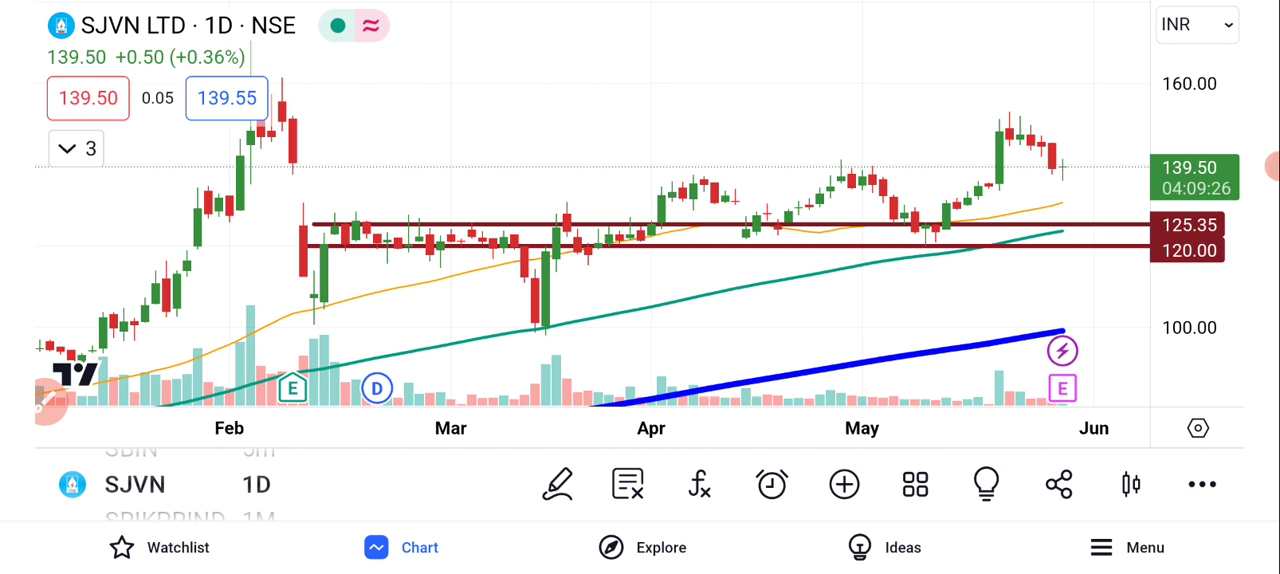 SJVN LTD · 1D · NSE
INR
139.50 +0.50 (+0.36%)
139.50 0.05 139.55
3
160.00
139.50
04:09:26
125.35
120.00
100.00
E D E
Feb Mar Apr May Jun
SBIN 5m
SJVN 1D
Watchlist Chart Explore Ideas Menu